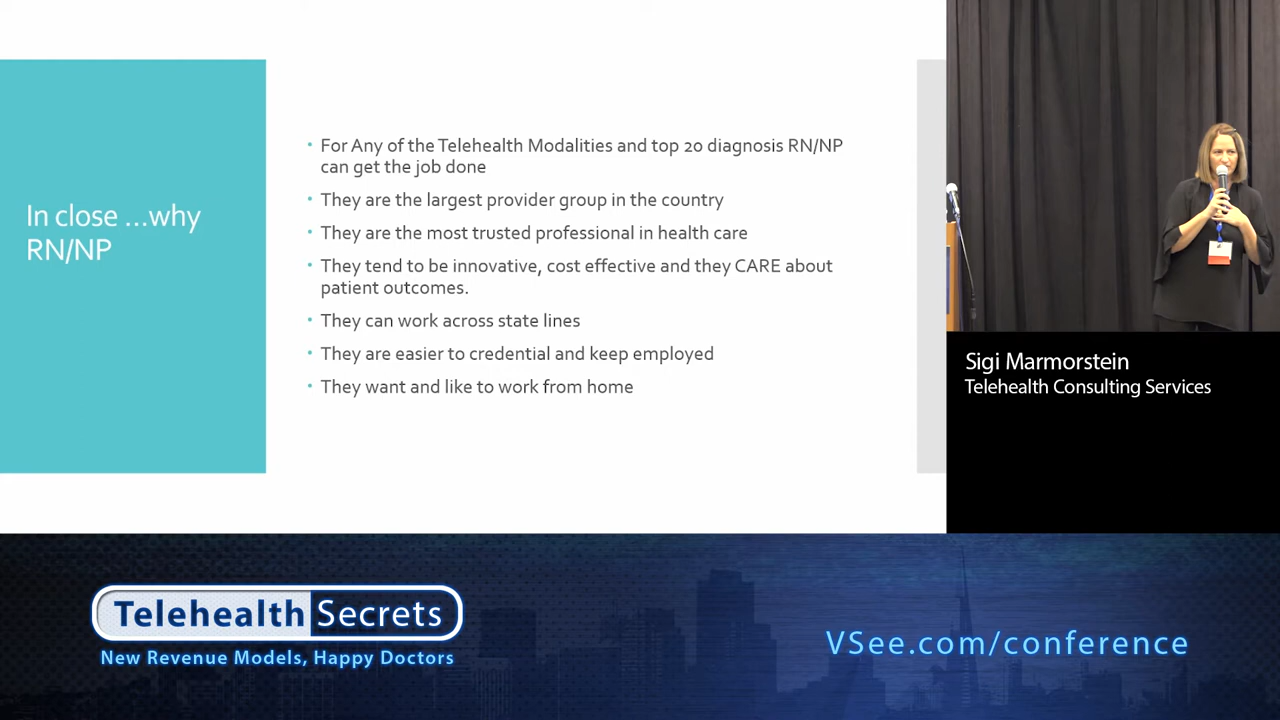 In close ...why
RN/NP
• For Any of the Telehealth Modalities and top 20 diagnosis RN/NP
can get the job done
• They are the largest provider group in the country
• They are the most trusted professional in health care
• They tend to be innovative, cost effective and they CARE about
patient outcomes.
• They can work across state lines
• They are easier to credential and keep employed
• They want and like to work from home
Sigi Marmorstein
Telehealth Consulting Services
Telehealth Secrets
New Revenue Models, Happy Doctors
VSee.com/conference